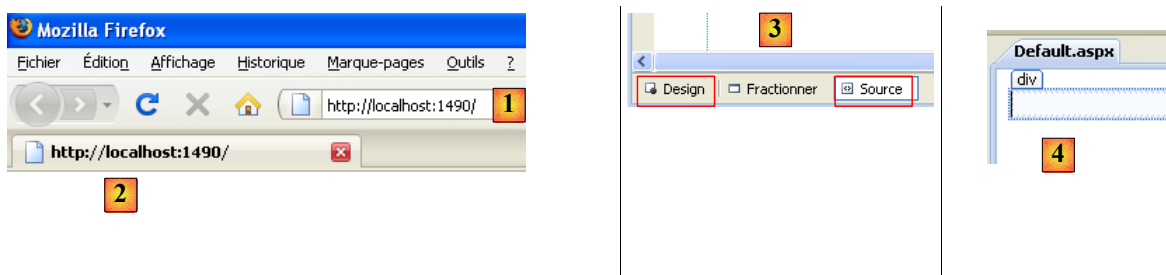 Mozilla Firefox
Fichier Édition Affichage Historique Marque-pages Outils ?
http://localhost:1490/ 1
http://localhost:1490/
2
3
Design Fractionner Source
Default.aspx
div
4